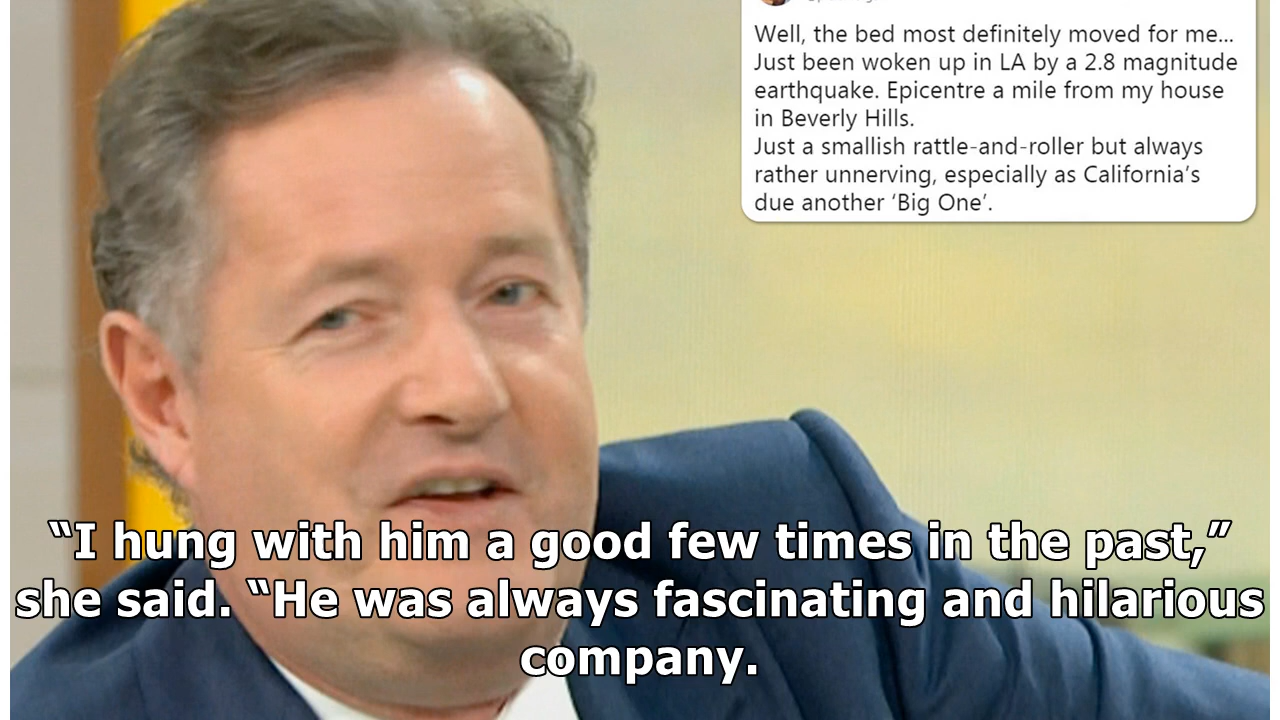 Well, the bed most definitely moved for me...
Just been woken up in LA by a 2.8 magnitude
earthquake. Epicentre a mile from my house
in Beverly Hills.
Just a smallish rattle-and-roller but always
rather unnerving, especially as California’s
due another ‘Big One’.
“I hung with him a good few times in the past,”
she said. “He was always fascinating and hilarious
company.